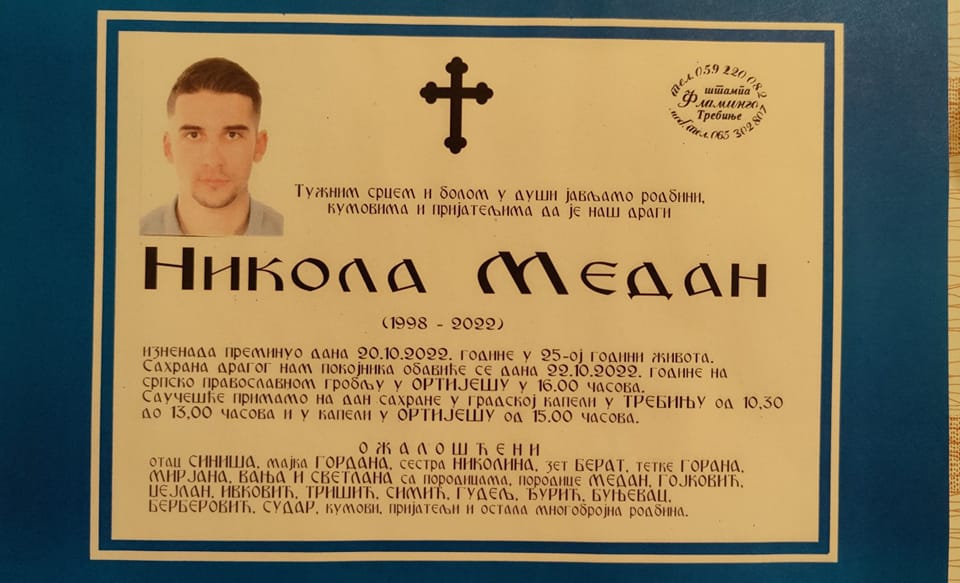 тел. 059 220 082
штампа
Фламинго
Требиње
моб.тел. 065 302 807
Тужним срцем и болом у души јављамо родбини,
кумовима и пријатељима да је наш драги
Никола Медан
(1998 - 2022)
изненада преминуо дана 20.10.2022. године у 25-ој години живота.
Сахрана драгог нам покојника обавиће се дана 22.10.2022. године на
српско православном гробљу у ОРТИЈЕШУ у 16.00 часова.
Саучешће примамо на дан сахране у градској капели у ТРЕБИЊУ од 10,30
до 13,00 часова и у капели у ОРТИЈЕШУ од 15.00 часова.
ОЖАЛОШЋЕНИ
отац СИНИША, мајка ГОРДАНА, сестра НИКОЛИНА, зет БЕРАТ, тетке ГОРАНА,
МИРЈАНА, ВАЊА И СВЕТЛАНА са породицама, породице МЕДАН, ГОЈКОВИЋ,
ЏЕЈЛАН, ИВКОВИЋ, ТРИШИЋ, СИМИЋ, ГУДЕЉ, ЂУРИЋ, БУЊЕВАЦ,
БЕРБЕРОВИЋ, СУДАР, кумови, пријатељи и остала многобројна родбина.